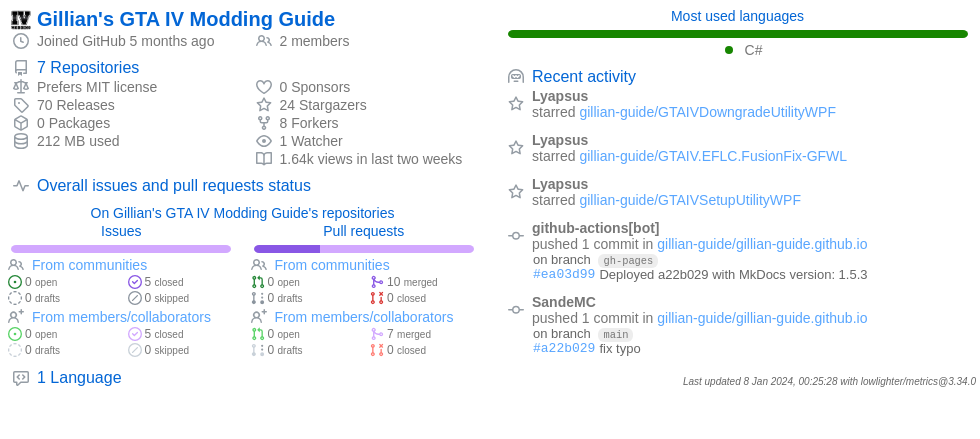 Gillian's GTA IV Modding Guide
Joined GitHub 5 months ago
2 members
7 Repositories
Prefers MIT license
70 Releases
0 Packages
212 MB used
0 Sponsors
24 Stargazers
8 Forkers
1 Watcher
1.64k views in last two weeks
Overall issues and pull requests status
On Gillian's GTA IV Modding Guide's repositories
Issues
From communities
0 open
5 closed
0 drafts
0 skipped
From members/collaborators
0 open
5 closed
0 drafts
0 skipped
Pull requests
From communities
0 open
10 merged
0 drafts
0 closed
From members/collaborators
0 open
7 merged
0 drafts
0 closed
1 Language
Most used languages
C#
Recent activity
Lyapsus
starred gillian-guide/GTAIVDowngradeUtilityWPF
Lyapsus
starred gillian-guide/GTAIV.EFLC.FusionFix-GFWL
Lyapsus
starred gillian-guide/GTAIVSetupUtilityWPF
github-actions[bot]
pushed 1 commit in gillian-guide/gillian-guide.github.io
on branch gh-pages
#ea03d99 Deployed a22b029 with MkDocs version: 1.5.3
SandeMC
pushed 1 commit in gillian-guide/gillian-guide.github.io
on branch main
#a22b029 fix typo
Last updated 8 Jan 2024, 00:25:28 with lowlighter/metrics@3.34.0